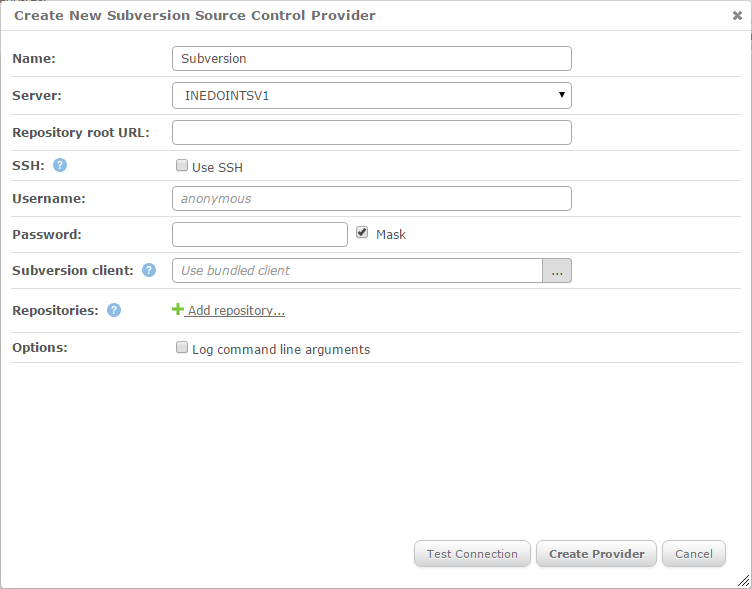 Create New Subversion Source Control Provider
Name: Subversion
Server: INEDOINTSV1
Repository root URL:
SSH: ? Use SSH
Username: anonymous
Password: Mask
Subversion client: ? Use bundled client ...
Repositories: ? Add repository...
Options: Log command line arguments
Test Connection Create Provider Cancel